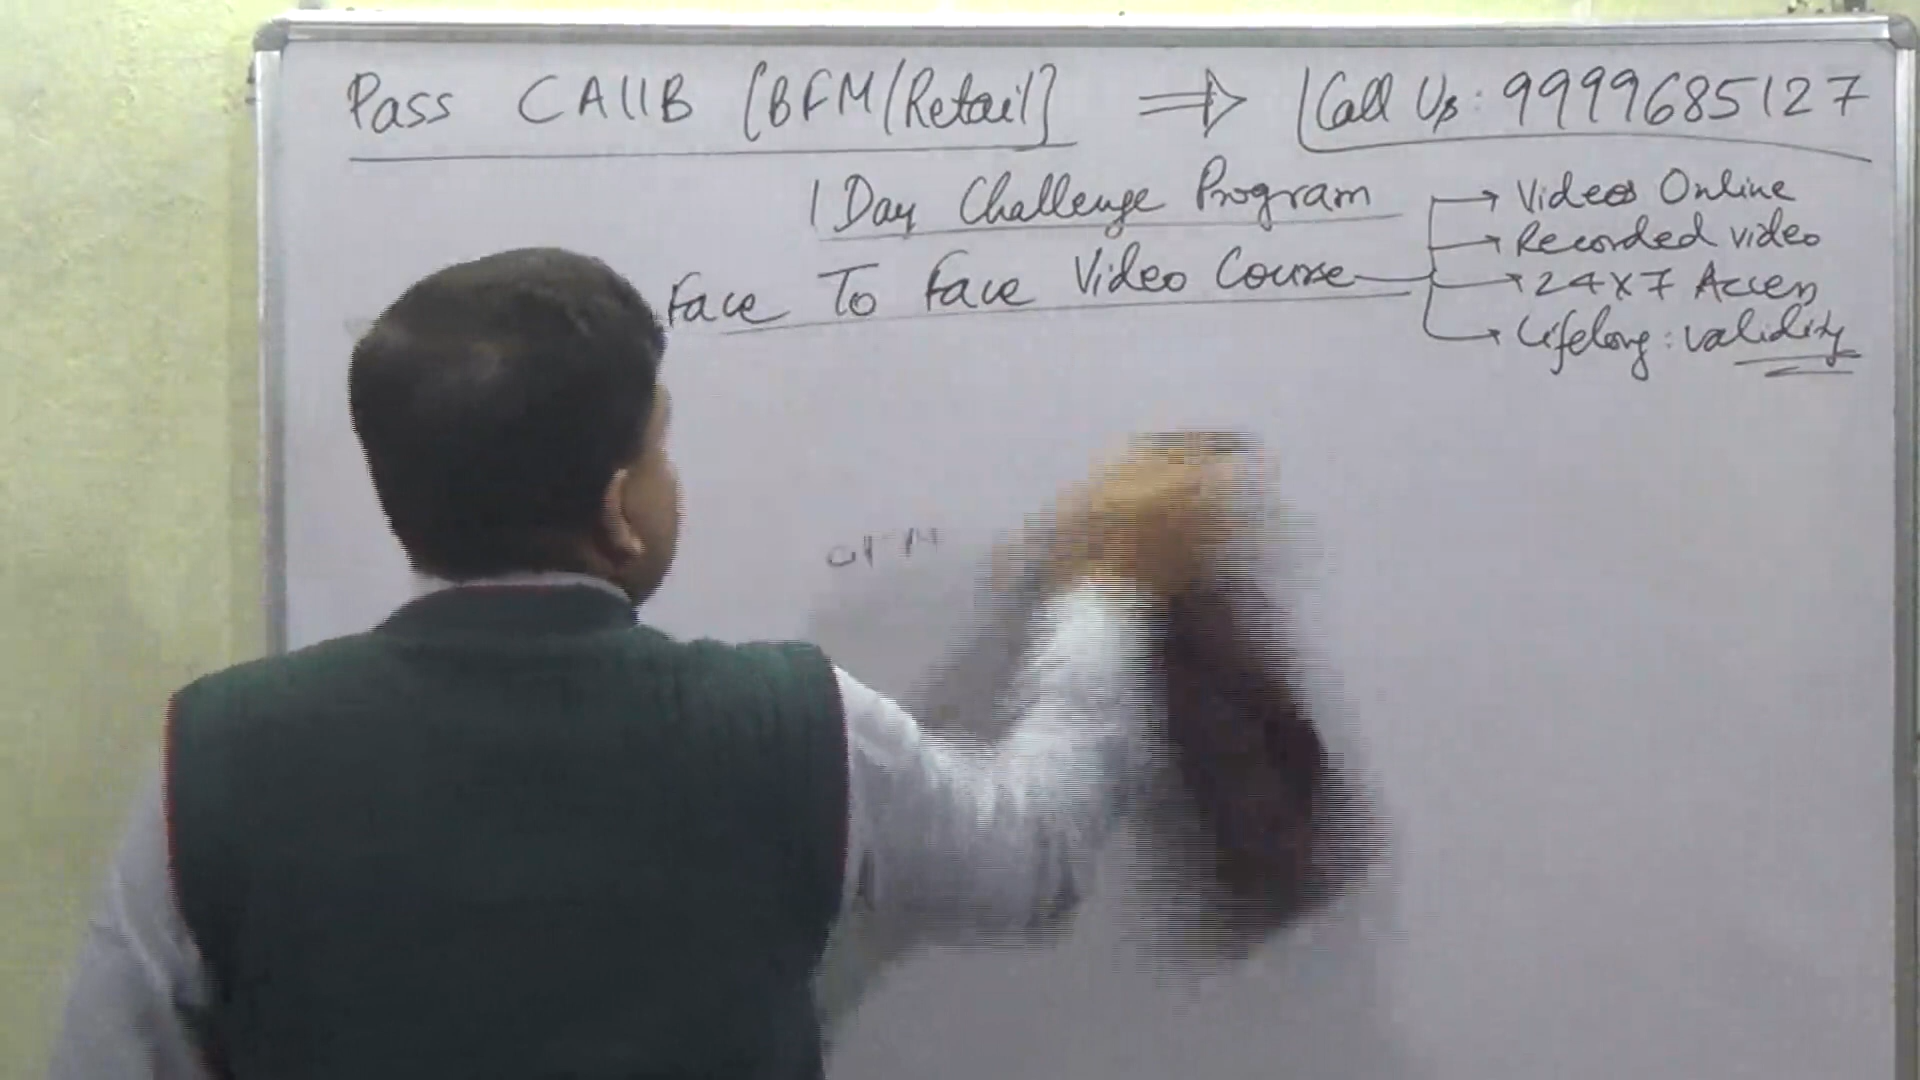 Pass CAIIB [BFM/Retail] ⇒ Call Us: 9999685127
1 Day Challenge Program
Face To Face Video Course
→ Videos Online
→ Recorded video
→ 24x7 Access
→ Lifelong: validity